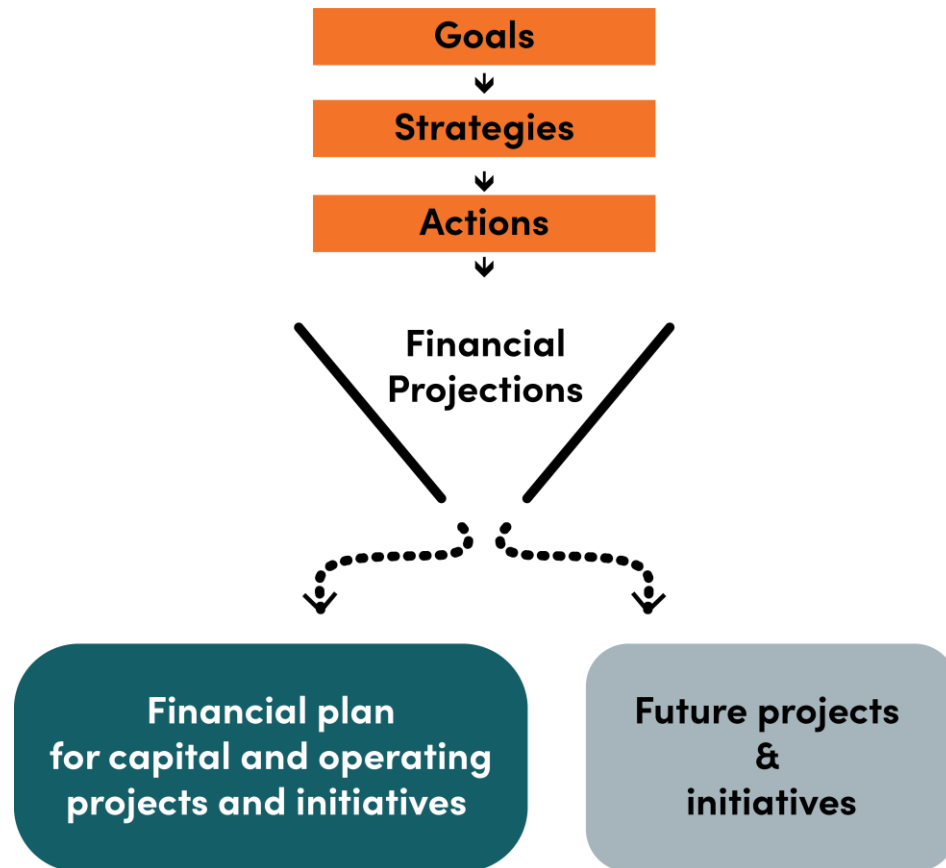 Goals
Strategies
Actions
Financial
Projections
Financial plan
for capital and operating
projects and initiatives
Future projects
&
initiatives